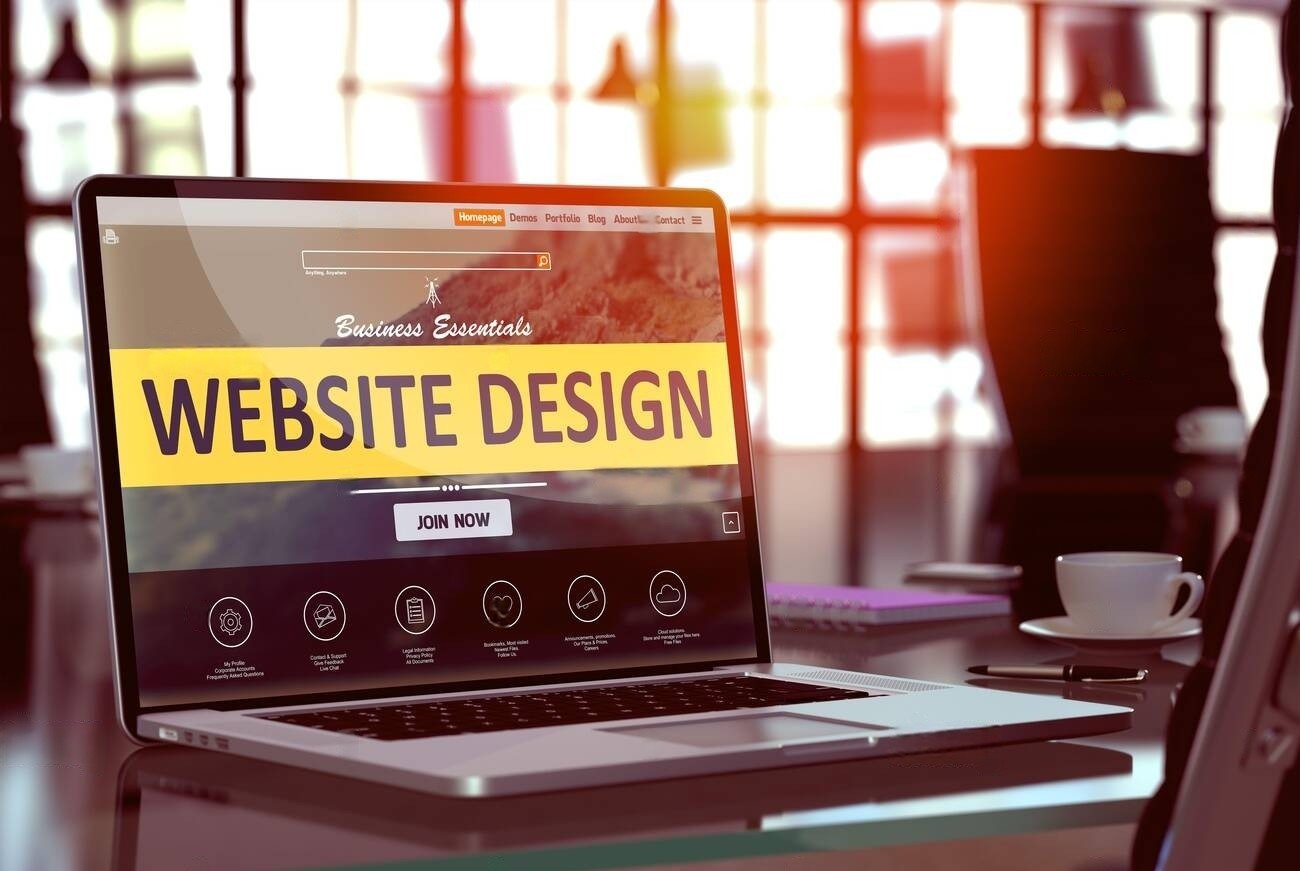 Homepage Demos Portfolio Blog About Contact
Anything, Anywhere
Business Essentials
WEBSITE DESIGN
JOIN NOW
My Profile
Corporate Accounts
Frequently Asked Questions
Contact & Support
Give Feedback
Live Chat
Legal Information
Privacy Policy
All Documents
Bookmarks, Most visited
Newest Files.
Follow Us.
Announcements, promotions.
Our Plans & Prices.
Careers
Cloud solutions.
Store and manage your files here.
Free Files